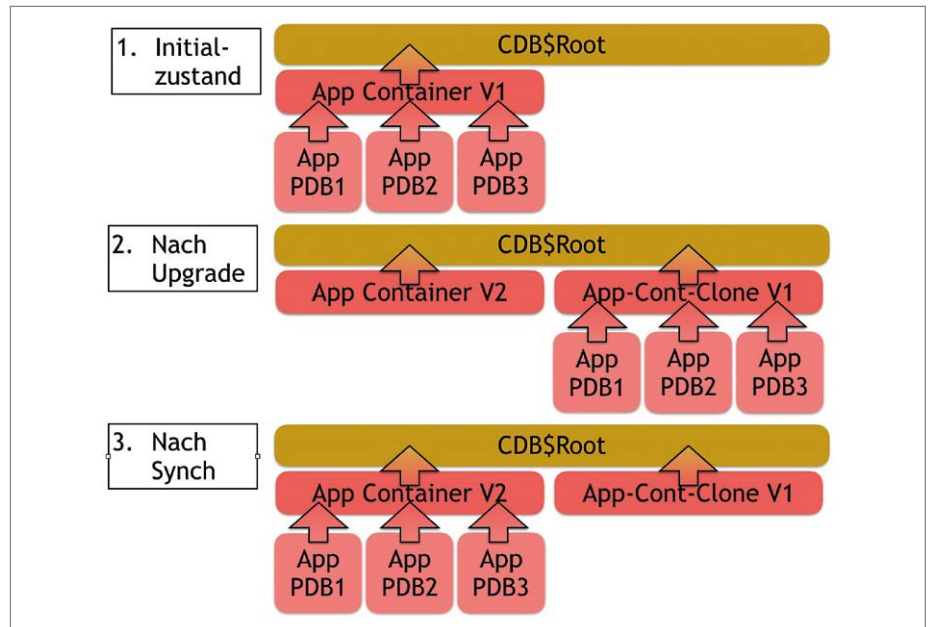 1. Initial-
zustand
CDB$Root
App Container V1
App
PDB1
App
PDB2
App
PDB3
2. Nach
Upgrade
CDB$Root
App Container V2
App-Cont-Clone V1
App
PDB1
App
PDB2
App
PDB3
3. Nach
Synch
CDB$Root
App Container V2
App-Cont-Clone V1
App
PDB1
App
PDB2
App
PDB3